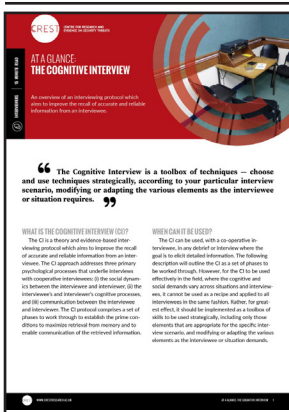 CREST
CENTRE FOR RESEARCH AND
EVIDENCE ON SECURITY THREATS
15 MINUTE READ
INTERVIEWERS
AT A GLANCE:
THE COGNITIVE INTERVIEW
An overview of an interviewing protocol which
aims to improve the recall of accurate and reliable
information from an interviewee.
“ The Cognitive Interview is a toolbox of techniques — choose
and use techniques strategically, according to your particular interview
scenario, modifying or adapting the various elements as the interviewee
or situation requires. ”
WHAT IS THE COGNITIVE INTERVIEW (CI)?
The CI is a theory and evidence-based inter-
viewing protocol which aims to improve the recall
of accurate and reliable information from an inter-
viewee. The CI approach addresses three primary
psychological processes that underlie interviews
with cooperative interviewees: (i) the social dynam-
ics between the interviewee and interviewer, (ii) the
interviewee's and interviewer's cognitive processes,
and (iii) communication between the interviewee
and interviewer. The CI protocol comprises a set of
phases to work through to establish the prime con-
ditions to maximize retrieval from memory and to
enable communication of the retrieved information.
WHEN CAN IT BE USED?
The CI can be used, with a co-operative in-
terviewee, in any debrief or interview where the
goal is to elicit detailed information. The following
description will outline the CI as a set of phases to
be worked through. However, for the CI to be used
effectively in the field, where the cognitive and
social demands vary across situations and interview-
ees, it cannot be used as a recipe and applied to all
interviewees in the same fashion. Rather, for great-
est effect, it should be implemented as a toolbox of
skills to be used strategically, including only those
elements that are appropriate for the specific inter-
view scenario, and modifying or adapting the various
elements as the interviewee or situation demands.
WWW.CRESTRESEARCH.AC.UK
AT A GLANCE: THE COGNITIVE INTERVIEW 1